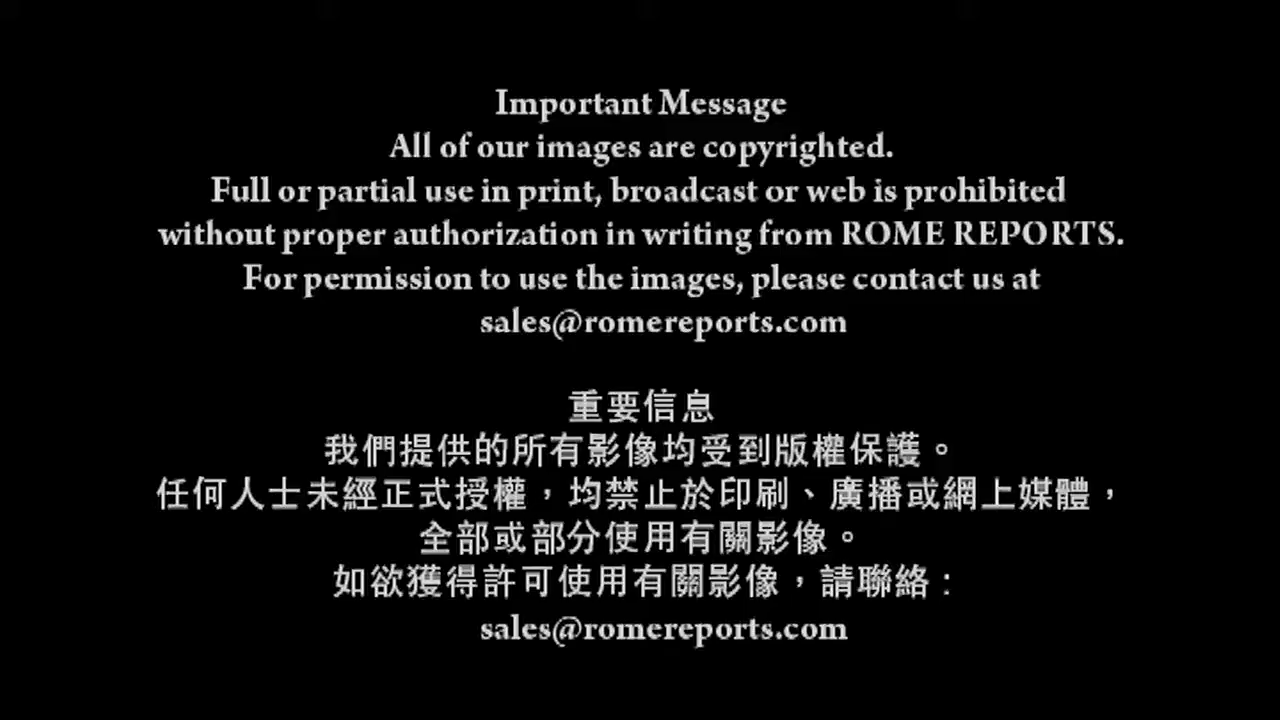 Important Message
All of our images are copyrighted.
Full or partial use in print, broadcast or web is prohibited
without proper authorization in writing from ROME REPORTS.
For permission to use the images, please contact us at
sales@romereports.com
重要信息
我們提供的所有影像均受到版權保護。
任何人士未經正式授權，均禁止於印刷、廣播或網上媒體，
全部或部分使用有關影像。
如欲獲得許可使用有關影像，請聯絡：
sales@romereports.com